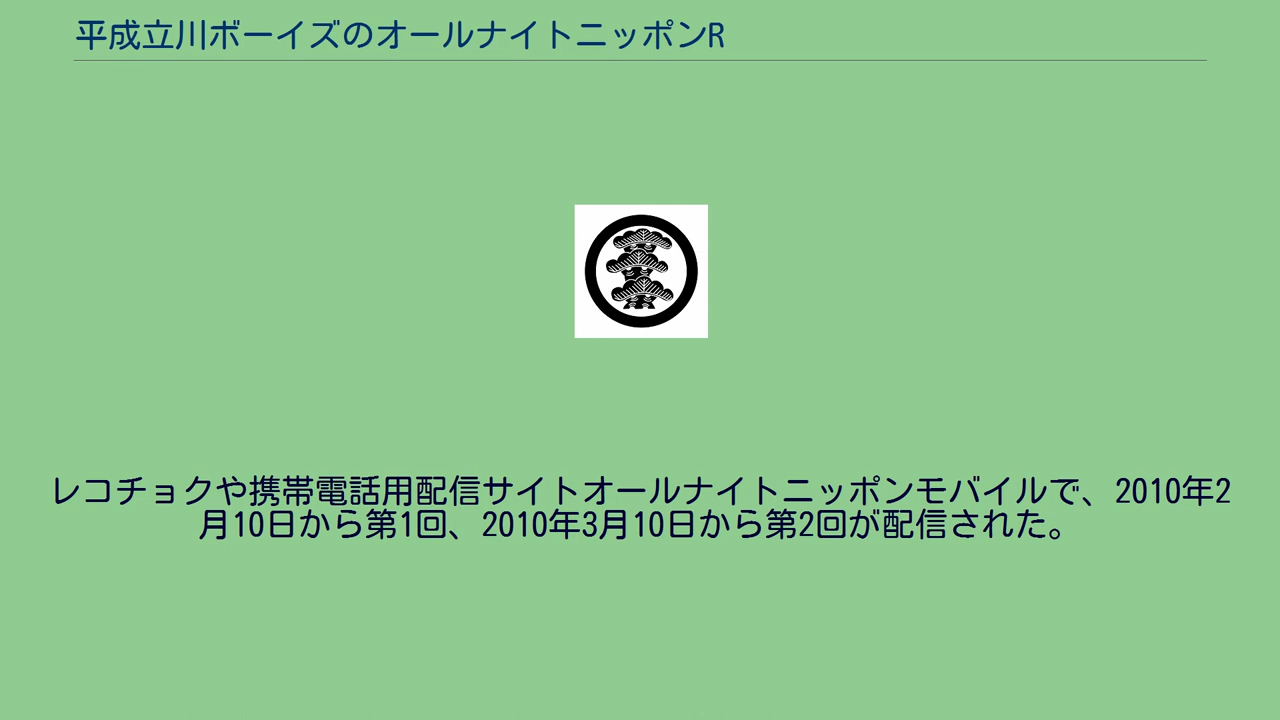 平成立川ボーイズのオールナイトニッポンR
レコチョクや携帯電話用配信サイトオールナイトニッポンモバイルで、2010年2
月10日から第1回、2010年3月10日から第2回が配信された。